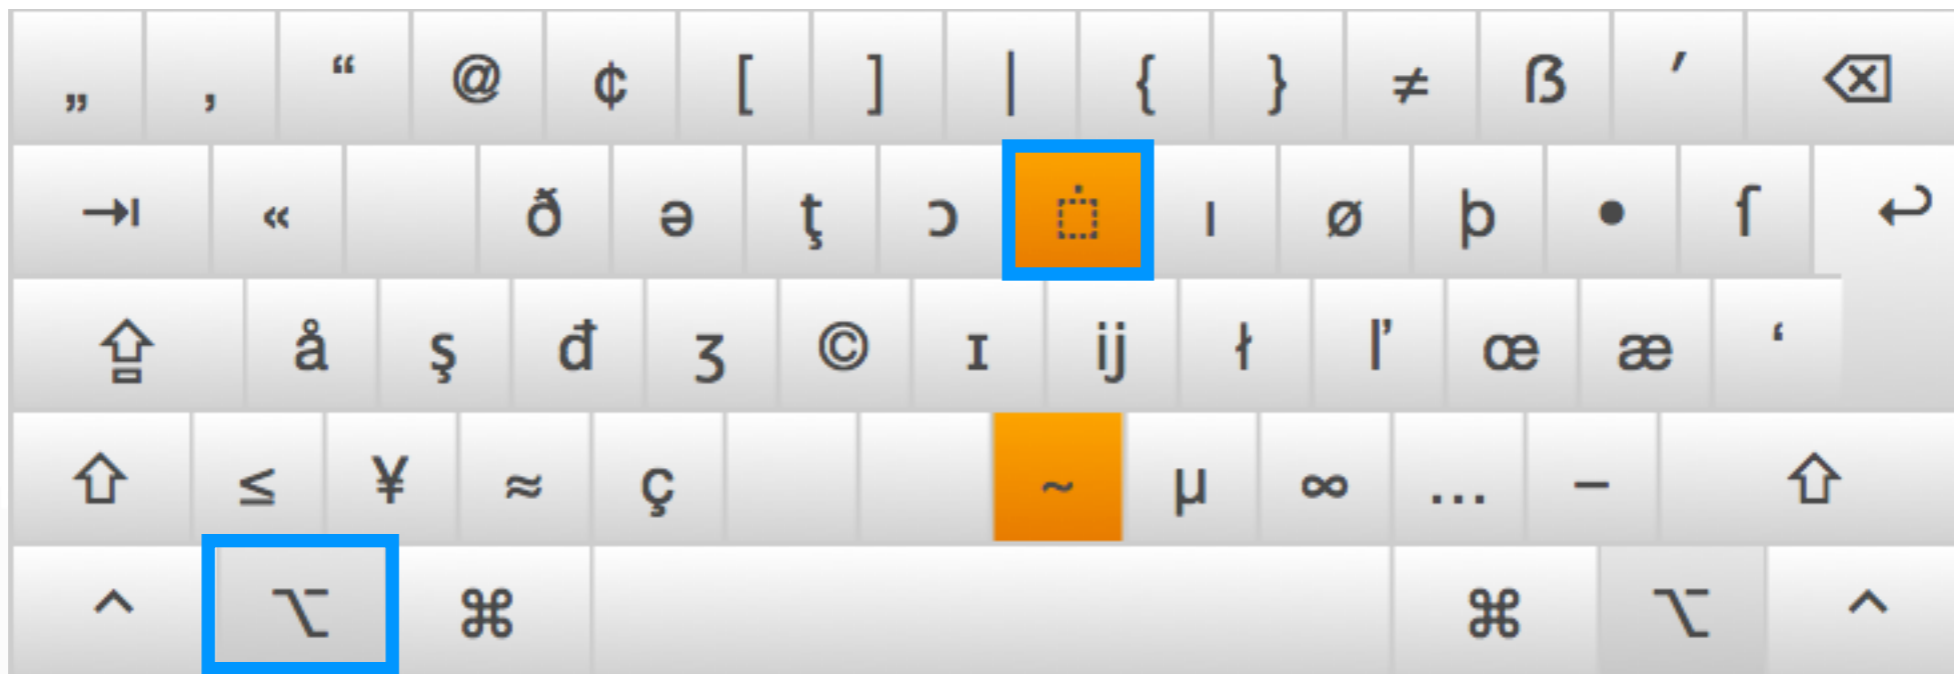 „ ‚ “ @ ¢ [ ] | { } ≠ ß ′ ⌫
⇥ « ð ə ţ ɔ ◌̇ ı ø þ • ſ ↩
⇪ å ş đ ʒ © ɪ ij ł ľ œ æ ‘
⇧ ≤ ¥ ≈ ç ~ µ ∞ … – ⇧
^ ⌥ ⌘ ⌘ ⌥ ^